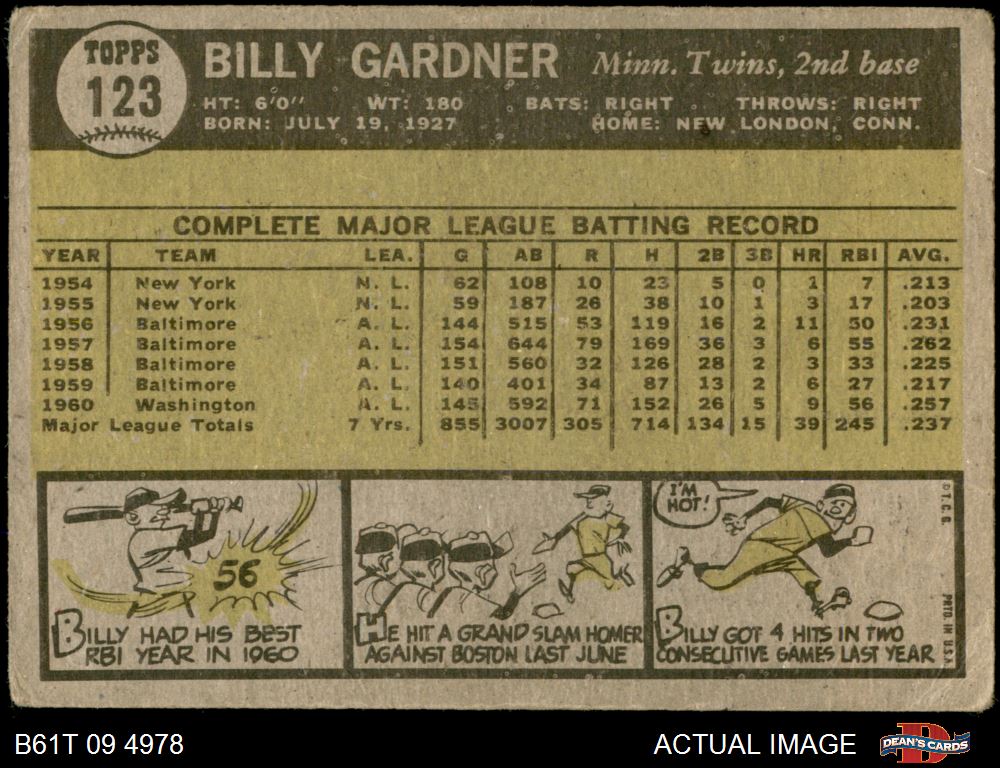 TOPPS
123
BILLY GARDNER Minn. Twins, 2nd base
HT: 6'0" WT: 180 BATS: RIGHT THROWS: RIGHT
BORN: JULY 19, 1927 HOME: NEW LONDON, CONN.
COMPLETE MAJOR LEAGUE BATTING RECORD
YEAR TEAM LEA. G AB R H 2B 3B HR RBI AVG.
1954 New York N. L. 62 108 10 23 5 0 1 7 .213
1955 New York N. L. 59 187 26 38 10 1 3 17 .203
1956 Baltimore A. L. 144 515 53 119 16 2 11 50 .231
1957 Baltimore A. L. 154 644 79 169 36 3 6 55 .262
1958 Baltimore A. L. 151 560 32 126 28 2 3 33 .225
1959 Baltimore A. L. 140 401 34 87 13 2 6 27 .217
1960 Washington A. L. 145 592 71 152 26 5 9 56 .257
Major League Totals 7 Yrs. 855 3007 305 714 134 15 39 245 .237
56
BILLY HAD HIS BEST
RBI YEAR IN 1960
HE HIT A GRAND SLAM HOMER
AGAINST BOSTON LAST JUNE
I'M
HOT!
BILLY GOT 4 HITS IN TWO
CONSECUTIVE GAMES LAST YEAR
© T. C. G.
PRTD. IN U.S.A.
B61T 09 4978
ACTUAL IMAGE
DEAN'S CARDS